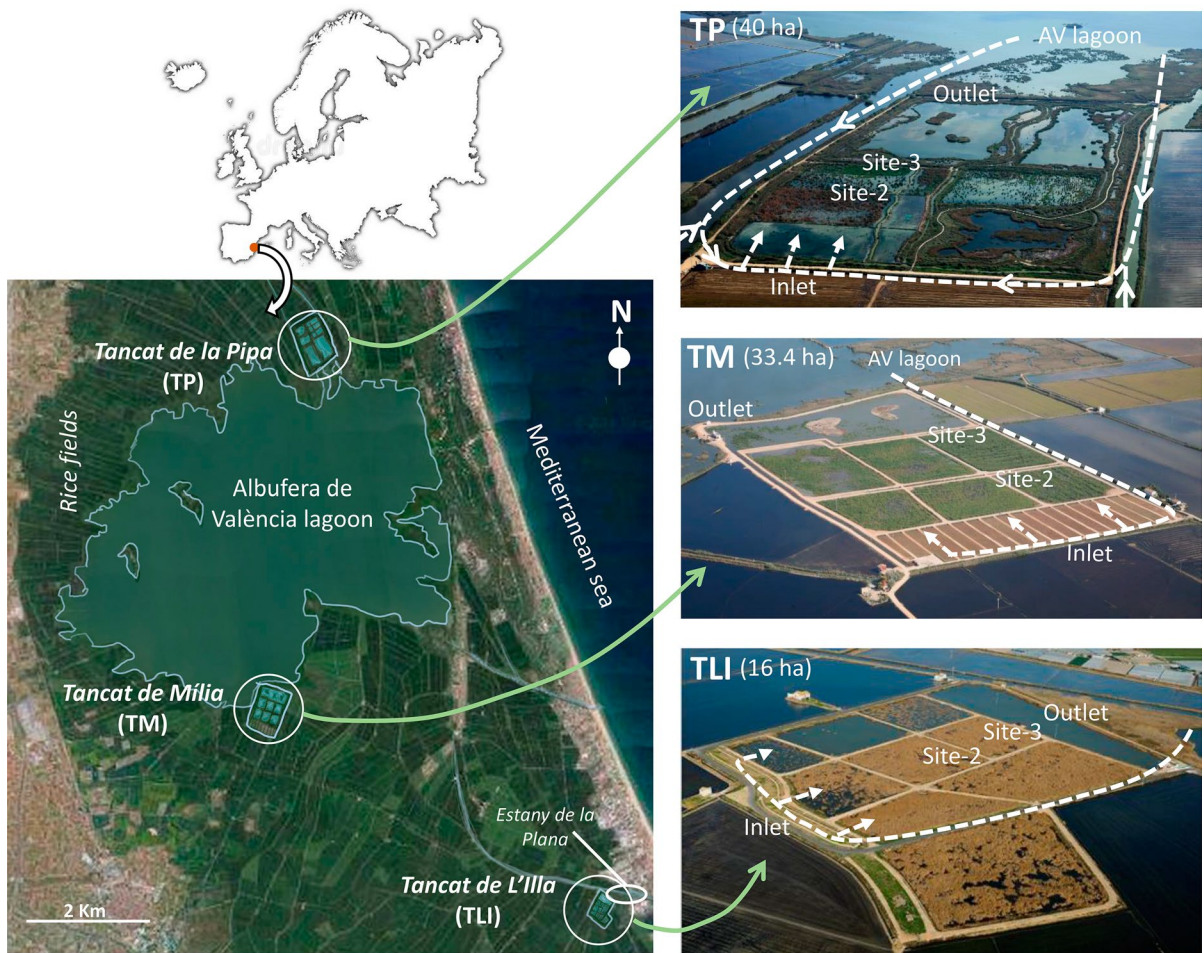 TP (40 ha)
AV lagoon
Outlet
Site-3
Site-2
Inlet
N
Tancat de la Pipa
(TP)
Rice fields
Albufera de
València lagoon
Mediterranean sea
TM (33.4 ha)
AV lagoon
Outlet
Site-3
Site-2
Inlet
Tancat de Mília
(TM)
Estany de la
Plana
Tancat de L'Illa
(TLI)
2 Km
TLI (16 ha)
Outlet
Site-3
Site-2
Inlet